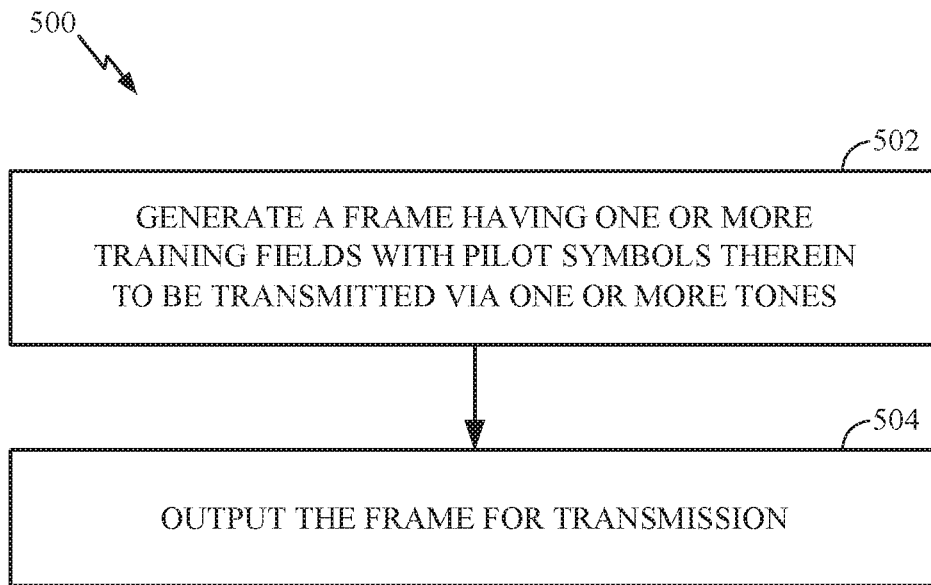 500
502
GENERATE A FRAME HAVING ONE OR MORE
TRAINING FIELDS WITH PILOT SYMBOLS THEREIN
TO BE TRANSMITTED VIA ONE OR MORE TONES
504
OUTPUT THE FRAME FOR TRANSMISSION